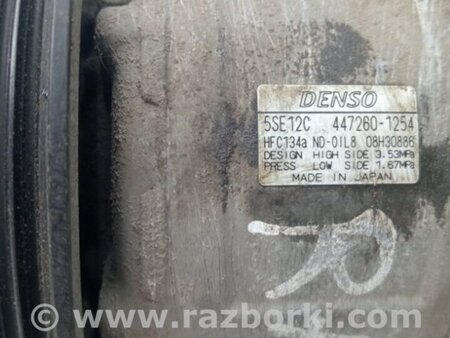 DENSO
5SE12C 447260-1254
HFC134a ND-OIL8 08H30886
DESIGN HIGH SIDE 3.53MPa
PRESS LOW SIDE 1.67MPa
MADE IN JAPAN
© www.razborki.com/